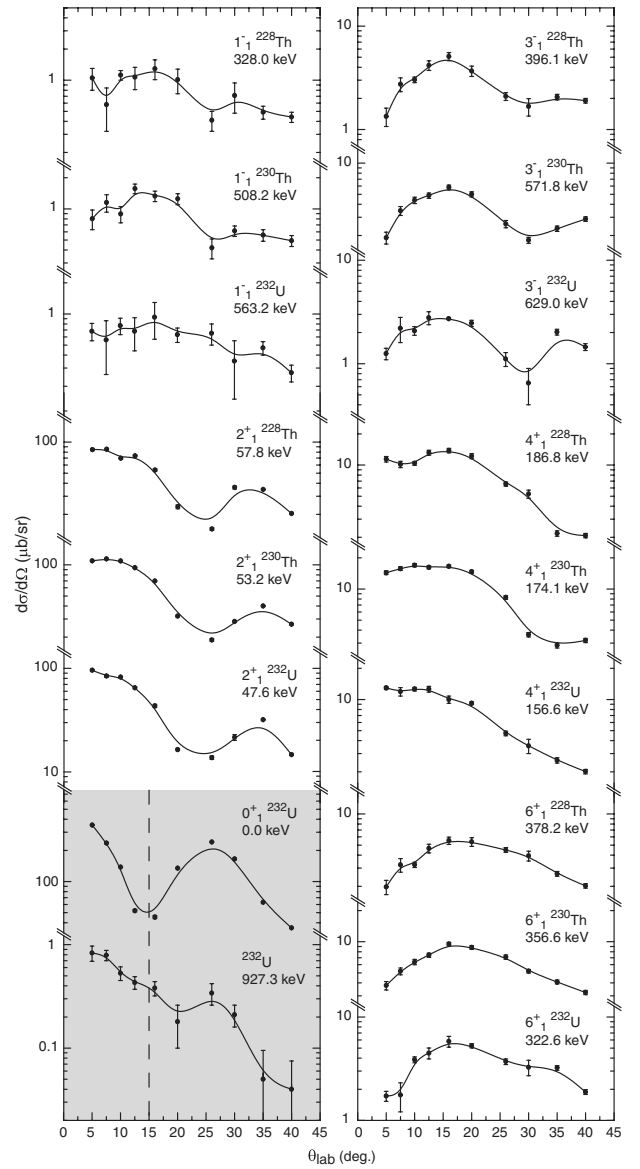 1⁻₁ ²²⁸Th
328.0 keV
1
1⁻₁ ²³⁰Th
508.2 keV
1
1⁻₁ ²³²U
563.2 keV
1
2⁺₁ ²²⁸Th
57.8 keV
100
2⁺₁ ²³⁰Th
53.2 keV
100
2⁺₁ ²³²U
47.6 keV
100
10
0⁺₁ ²³²U
0.0 keV
100
²³²U
927.3 keV
1
0.1
dσ/dΩ (μb/sr)
0 5 10 15 20 25 30 35 40 45
10
3⁻₁ ²²⁸Th
396.1 keV
1
10
3⁻₁ ²³⁰Th
571.8 keV
10
3⁻₁ ²³²U
629.0 keV
1
4⁺₁ ²²⁸Th
186.8 keV
10
4⁺₁ ²³⁰Th
174.1 keV
10
4⁺₁ ²³²U
156.6 keV
10
6⁺₁ ²²⁸Th
378.2 keV
10
6⁺₁ ²³⁰Th
356.6 keV
10
6⁺₁ ²³²U
322.6 keV
10
1
0 5 10 15 20 25 30 35 40 45
θlab (deg.)